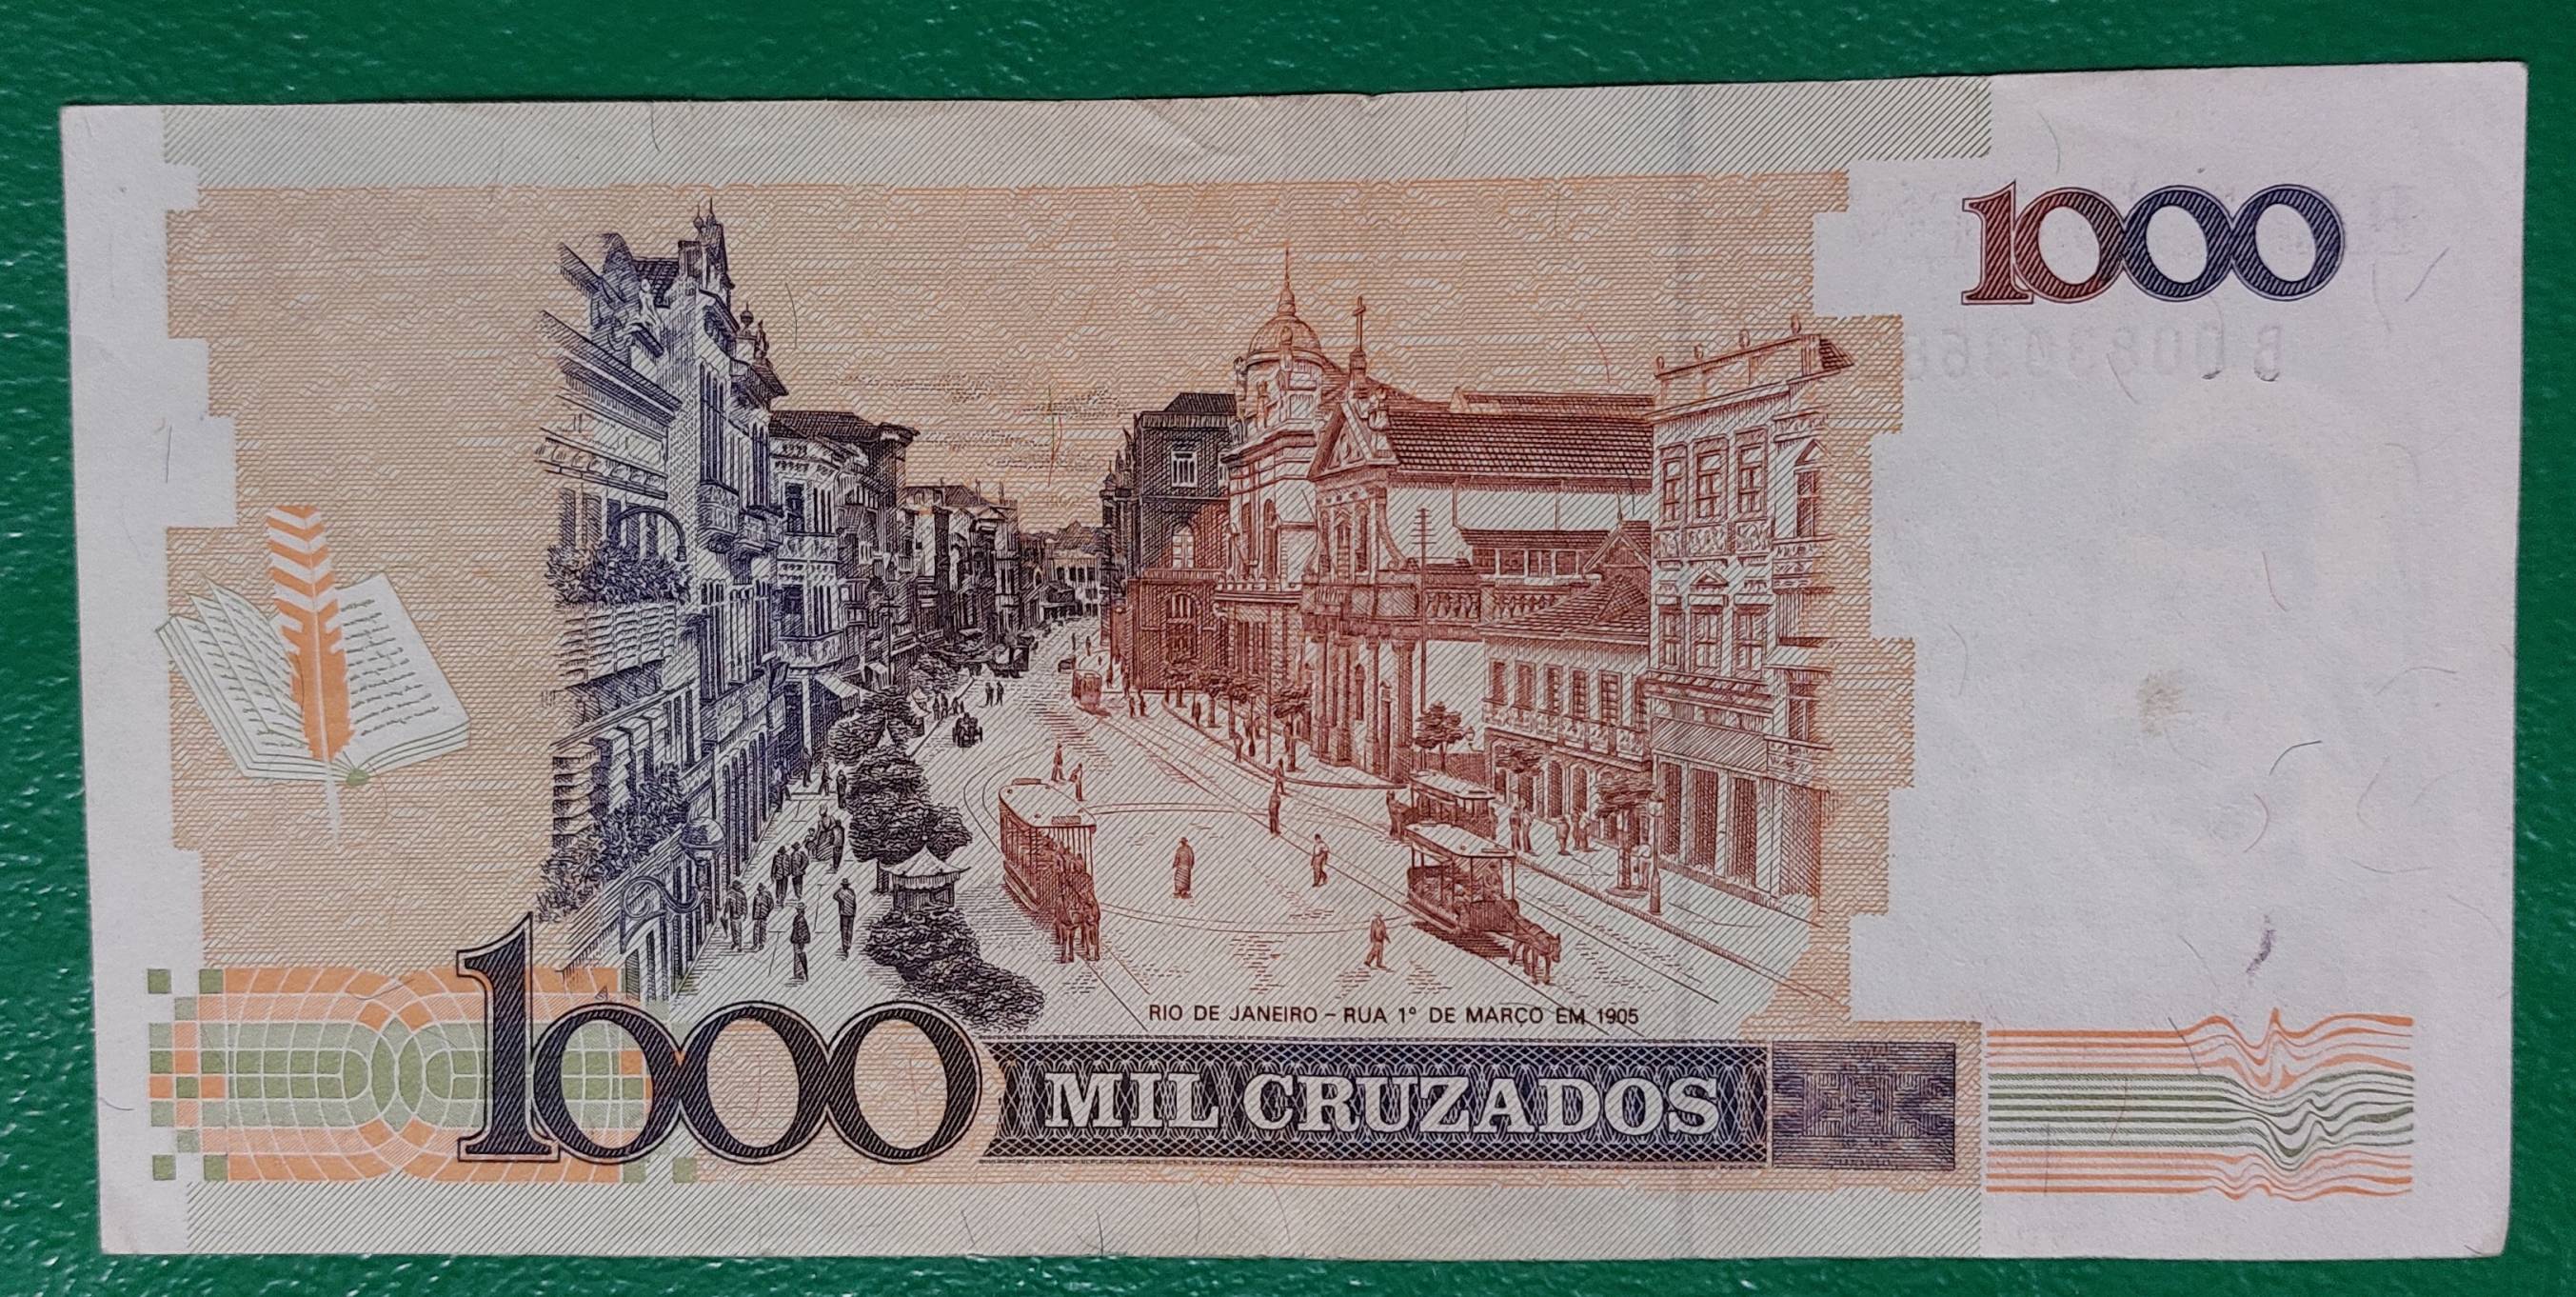 1000
RIO DE JANEIRO - RUA 1º DE MARÇO EM 1905
1000 MIL CRUZADOS